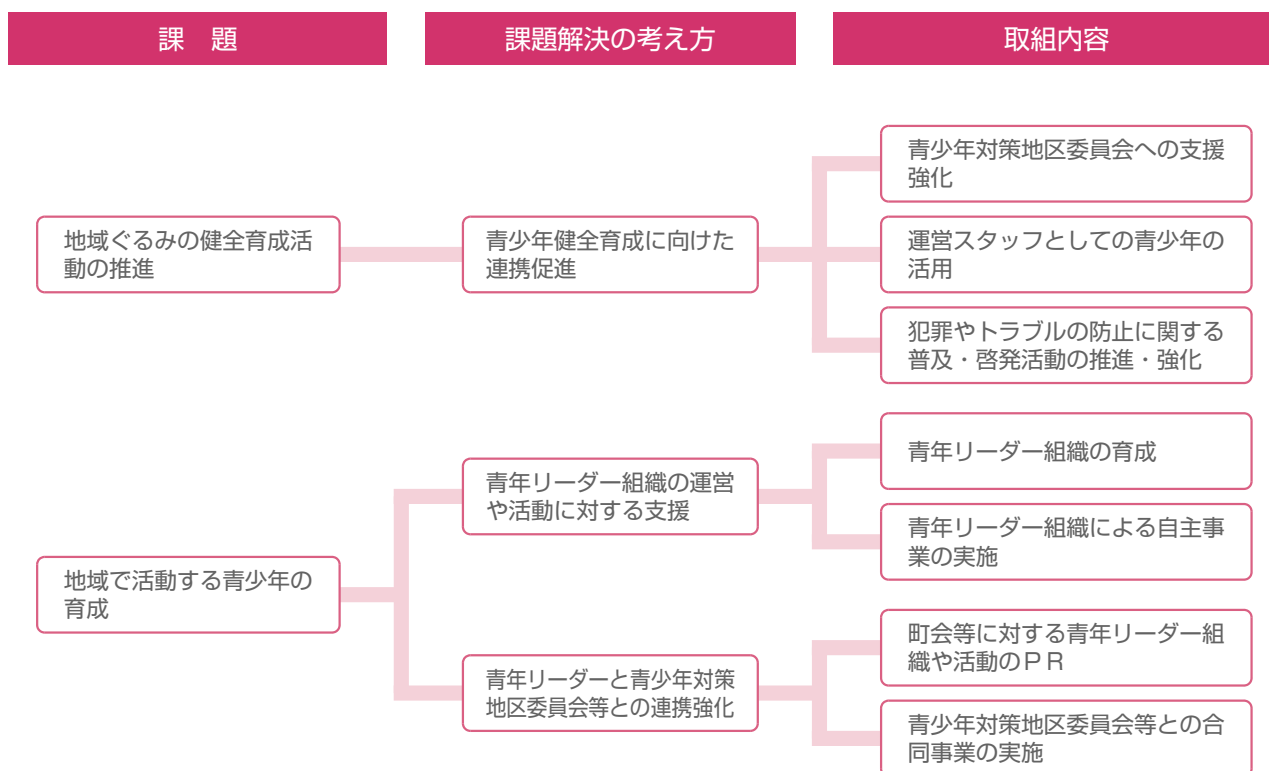 課　題
課題解決の考え方
取組内容
地域ぐるみの健全育成活
動の推進
青少年健全育成に向けた
連携促進
青少年対策地区委員会への支援
強化
運営スタッフとしての青少年の
活用
犯罪やトラブルの防止に関する
普及・啓発活動の推進・強化
地域で活動する青少年の
育成
青年リーダー組織の運営
や活動に対する支援
青年リーダー組織の育成
青年リーダー組織による自主事
業の実施
青年リーダーと青少年対策
地区委員会等との連携強化
町会等に対する青年リーダー組
織や活動のＰＲ
青少年対策地区委員会等との合
同事業の実施